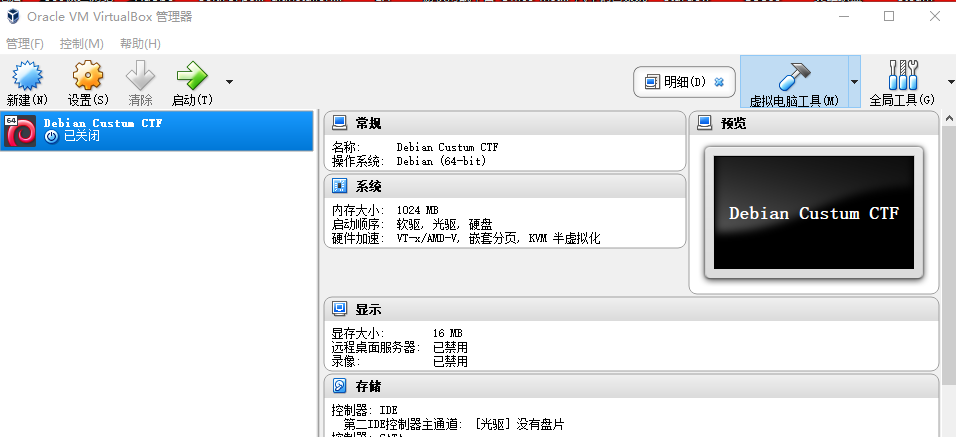 Oracle VM VirtualBox 管理器
管理(F) 控制(M) 帮助(H)
新建(N) 设置(S) 清除 启动(T) 明细(D) 虚拟电脑工具(M) 全局工具(G)
64 Debian Custum CTF
已关闭
常规
名称: Debian Custum CTF
操作系统: Debian (64-bit)
系统
内存大小: 1024 MB
启动顺序: 软驱, 光驱, 硬盘
硬件加速: VT-x/AMD-V, 嵌套分页, KVM 半虚拟化
预览
Debian Custum CTF
显示
显存大小: 16 MB
远程桌面服务器: 已禁用
录像: 已禁用
存储
控制器: IDE
第二IDE控制器主通道: [光驱] 没有盘片